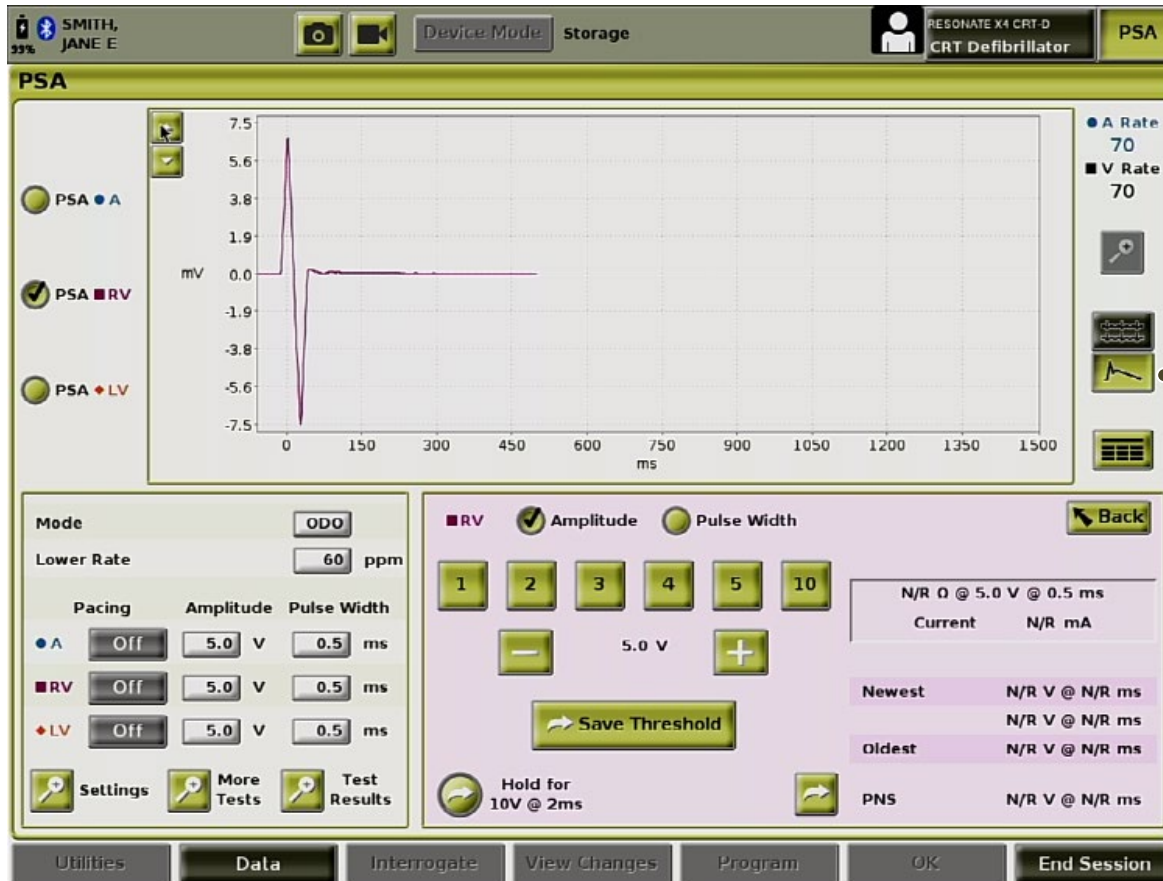 SMITH,
JANE E
99%
Device Mode
Storage
RESONATE X4 CRT-D
CRT Defibrillator
PSA
PSA
PSA A
PSA RV
PSA LV
mV
7.5
5.6
3.8
1.9
0.0
-1.9
-3.8
-5.6
-7.5
0 150 300 450 600 750 900 1050 1200 1350 1500
ms
A Rate
70
V Rate
70
Mode ODO
Lower Rate 60 ppm
Pacing Amplitude Pulse Width
A Off 5.0 V 0.5 ms
RV Off 5.0 V 0.5 ms
LV Off 5.0 V 0.5 ms
Settings
More
Tests
Test
Results
RV Amplitude Pulse Width
Back
1 2 3 4 5 10
5.0 V
Save Threshold
Hold for
10V @ 2ms
N/R Ω @ 5.0 V @ 0.5 ms
Current N/R mA
Newest N/R V @ N/R ms
N/R V @ N/R ms
Oldest N/R V @ N/R ms
PNS N/R V @ N/R ms
Utilities Data Interrogate View Changes Program OK End Session